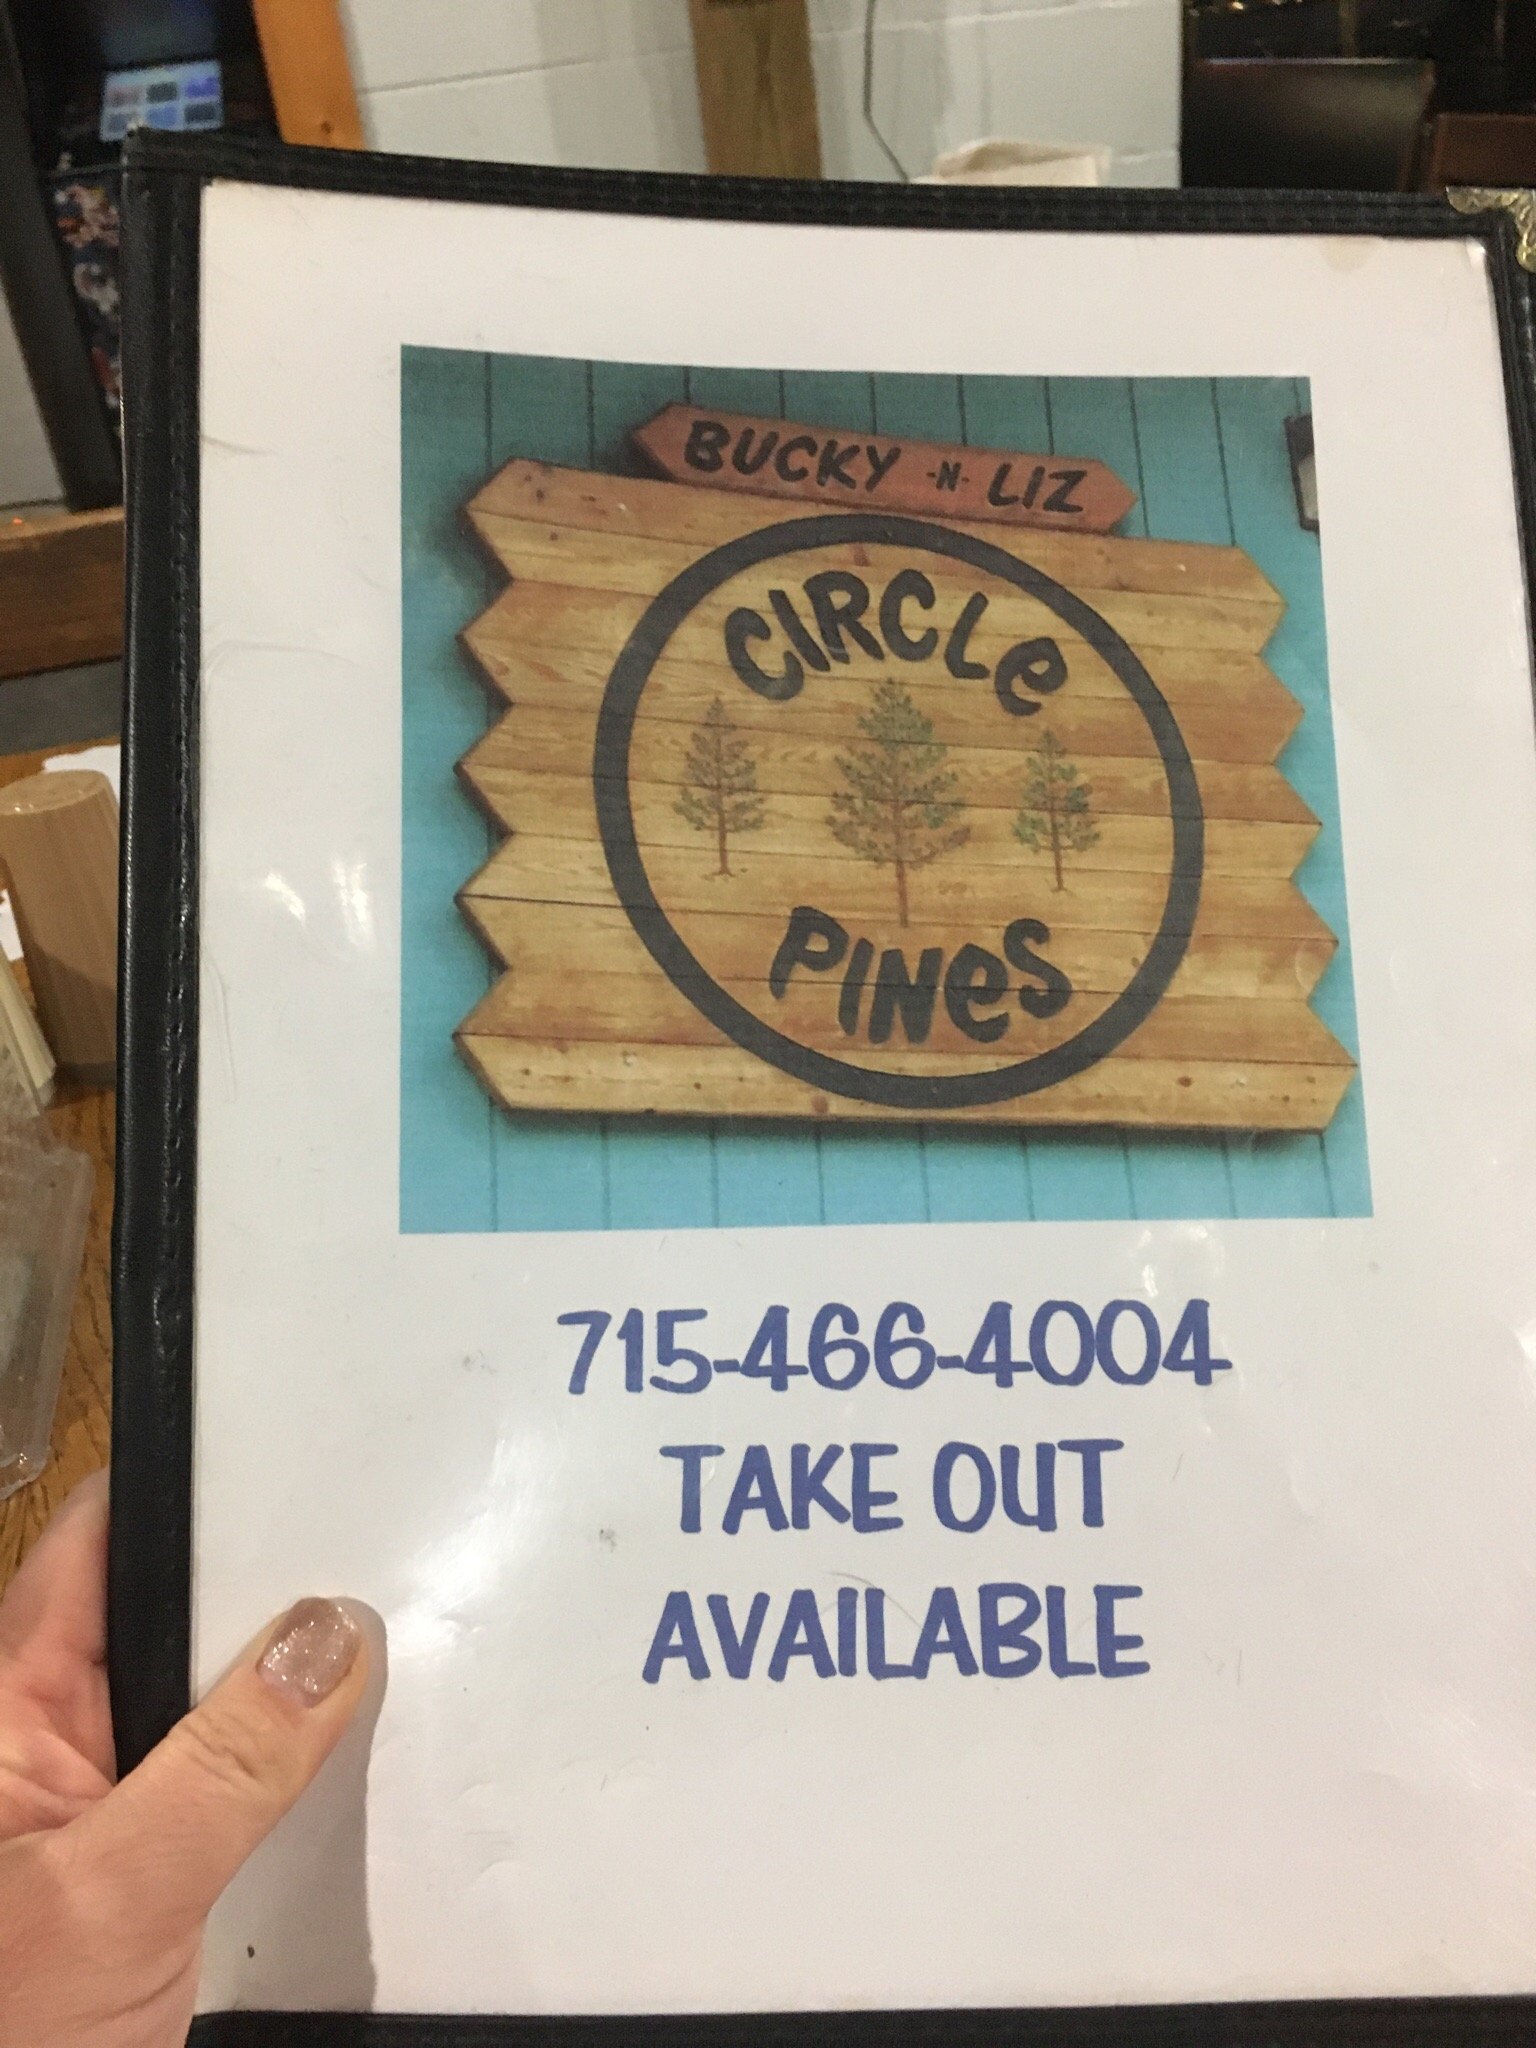 BUCKY -N- LIZ
CIRCLe
PINes
715-466-4004
TAKE OUT
AVAILABLE